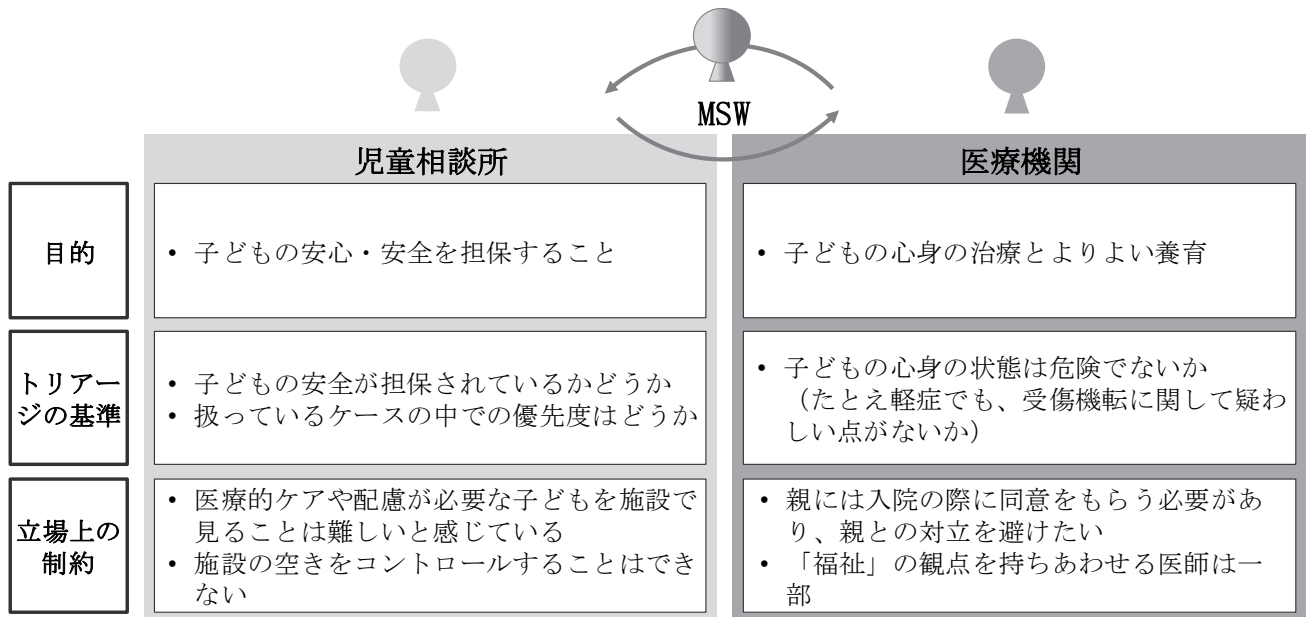 MSW
児童相談所
医療機関
目的
• 子どもの安心・安全を担保すること
• 子どもの心身の治療とよりよい養育
トリアー
ジの基準
• 子どもの安全が担保されているかどうか
• 扱っているケースの中での優先度はどうか
• 子どもの心身の状態は危険でないか
（たとえ軽症でも、受傷機転に関して疑わ
しい点がないか）
立場上の
制約
• 医療的ケアや配慮が必要な子どもを施設で
見ることは難しいと感じている
• 施設の空きをコントロールすることはでき
ない
• 親には入院の際に同意をもらう必要があ
り、親との対立を避けたい
• 「福祉」の観点を持ちあわせる医師は一
部